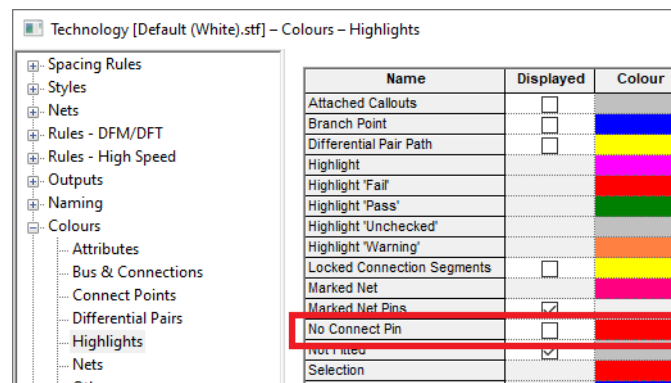 Technology [Default (White).stf] – Colours – Highlights
Spacing Rules
Styles
Nets
Rules - DFM/DFT
Rules - High Speed
Outputs
Naming
Colours
Attributes
Bus & Connections
Connect Points
Differential Pairs
Highlights
Nets
Name Displayed Colour
Attached Callouts
Branch Point
Differential Pair Path
Highlight
Highlight 'Fail'
Highlight 'Pass'
Highlight 'Unchecked'
Highlight 'Warning'
Locked Connection Segments
Marked Net
Marked Net Pins
No Connect Pin
Not Fitted
Selection